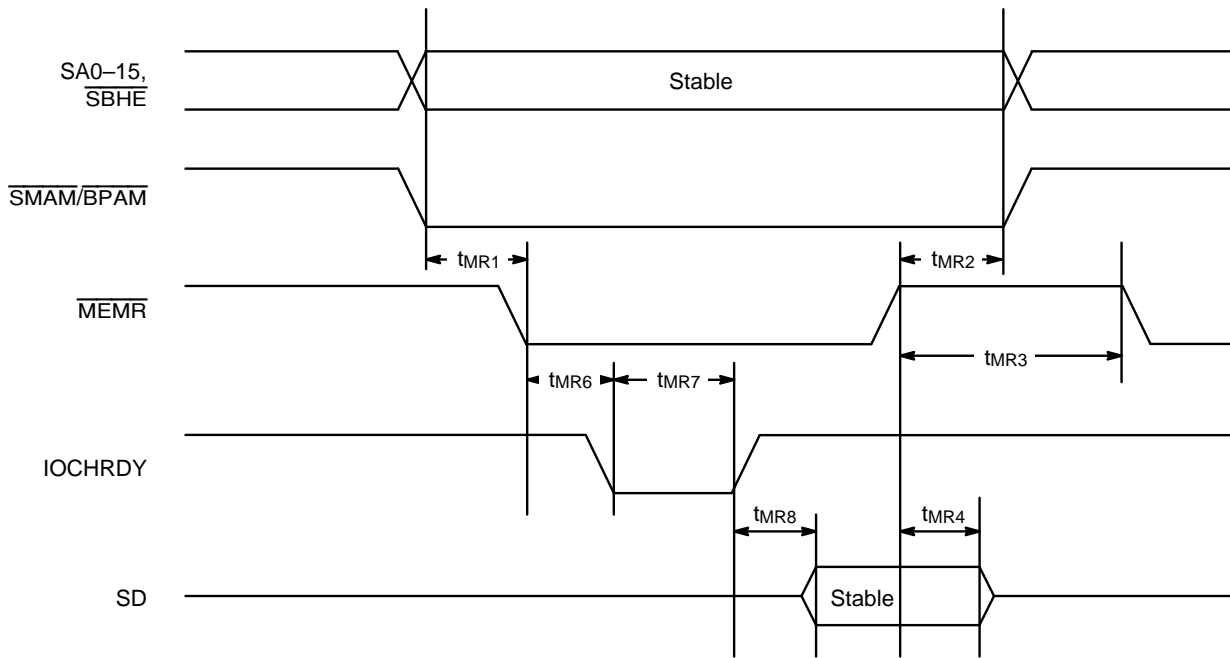 SA0–15,
SBHE
Stable
SMAM/BPAM
tMR1
tMR2
MEMR
tMR3
tMR6
tMR7
IOCHRDY
tMR8
tMR4
SD
Stable